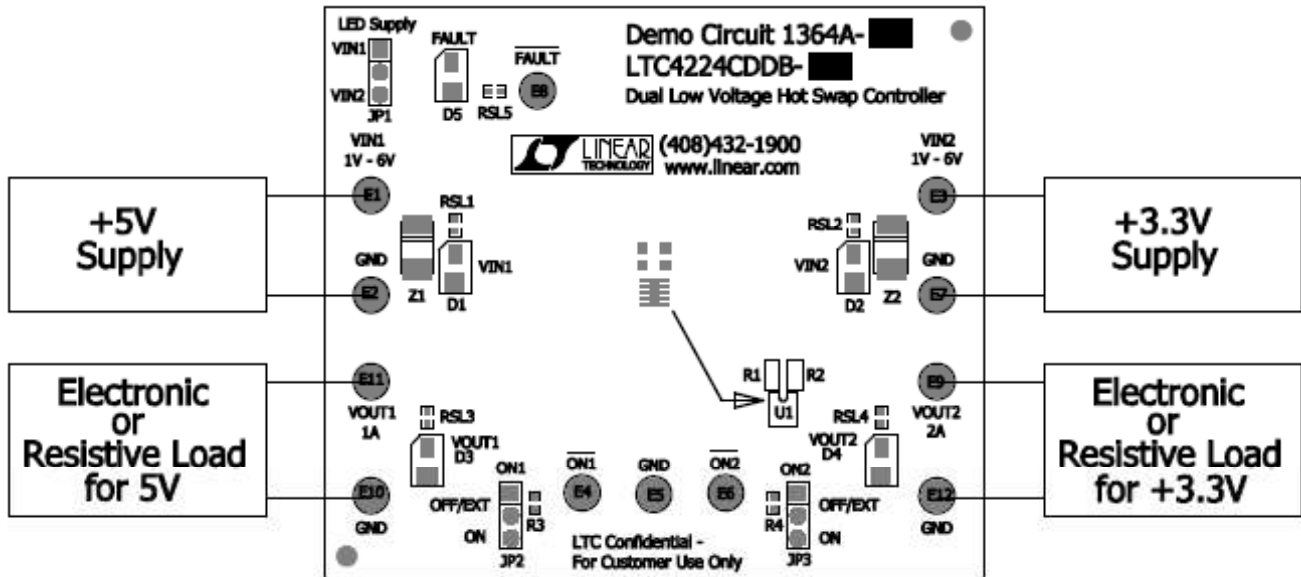 LED Supply
VIN1
VIN2
JP1
FAULT
D5
RSL5
FAULT
E8
Demo Circuit 1364A-
LTC4224CDDB-
Dual Low Voltage Hot Swap Controller
LINEAR
TECHNOLOGY
(408)432-1900
www.linear.com
VIN1
1V - 6V
E1
GND
E2
+5V
Supply
RSL1
VIN1
Z1
D1
VIN2
1V - 6V
E3
GND
E7
+3.3V
Supply
RSL2
VIN2
D2
Z2
Electronic
or
Resistive Load
for 5V
E11
VOUT1
1A
E10
GND
RSL3
VOUT1
D3
ON1
OFF/EXT
ON
R3
JP2
ON1
E4
GND
E5
ON2
E6
LTC Confidential -
For Customer Use Only
R1
R2
U1
RSL4
VOUT2
D4
ON2
OFF/EXT
ON
R4
JP3
E9
VOUT2
2A
E12
GND
Electronic
or
Resistive Load
for +3.3V